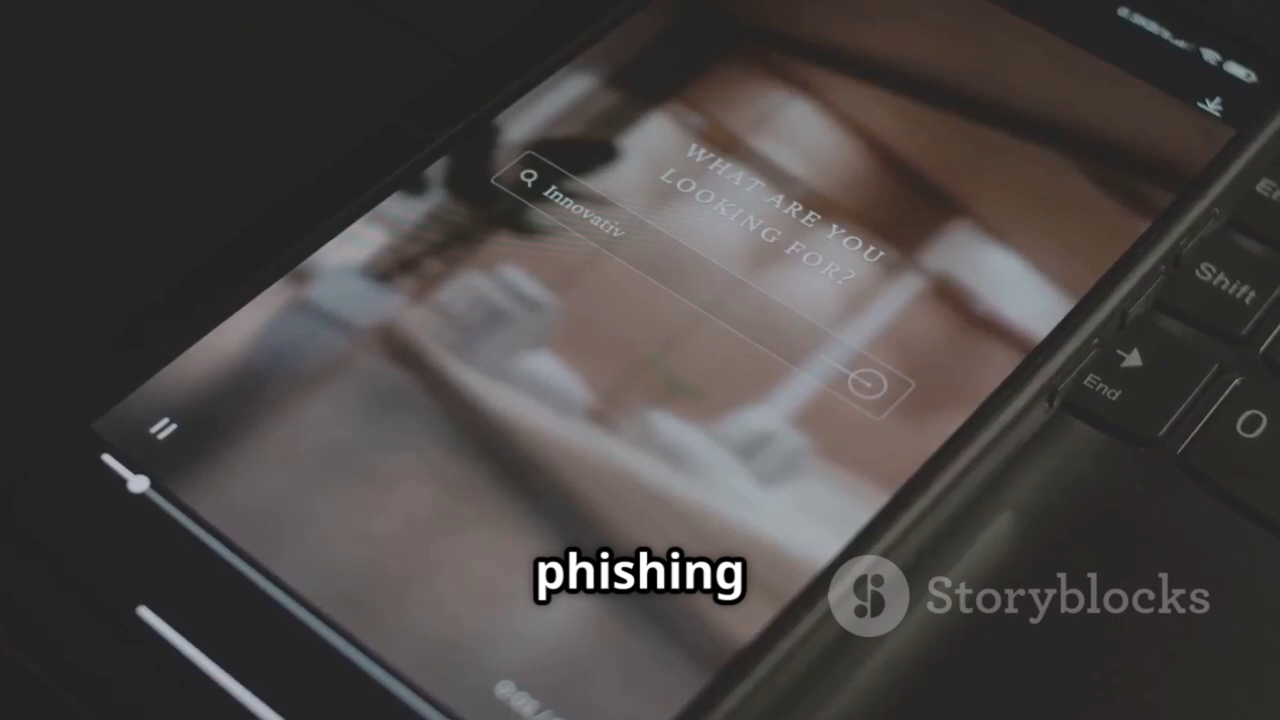 WHAT ARE YOU
LOOKING FOR?
Innovativ
Shift
End
phishing
Storyblocks